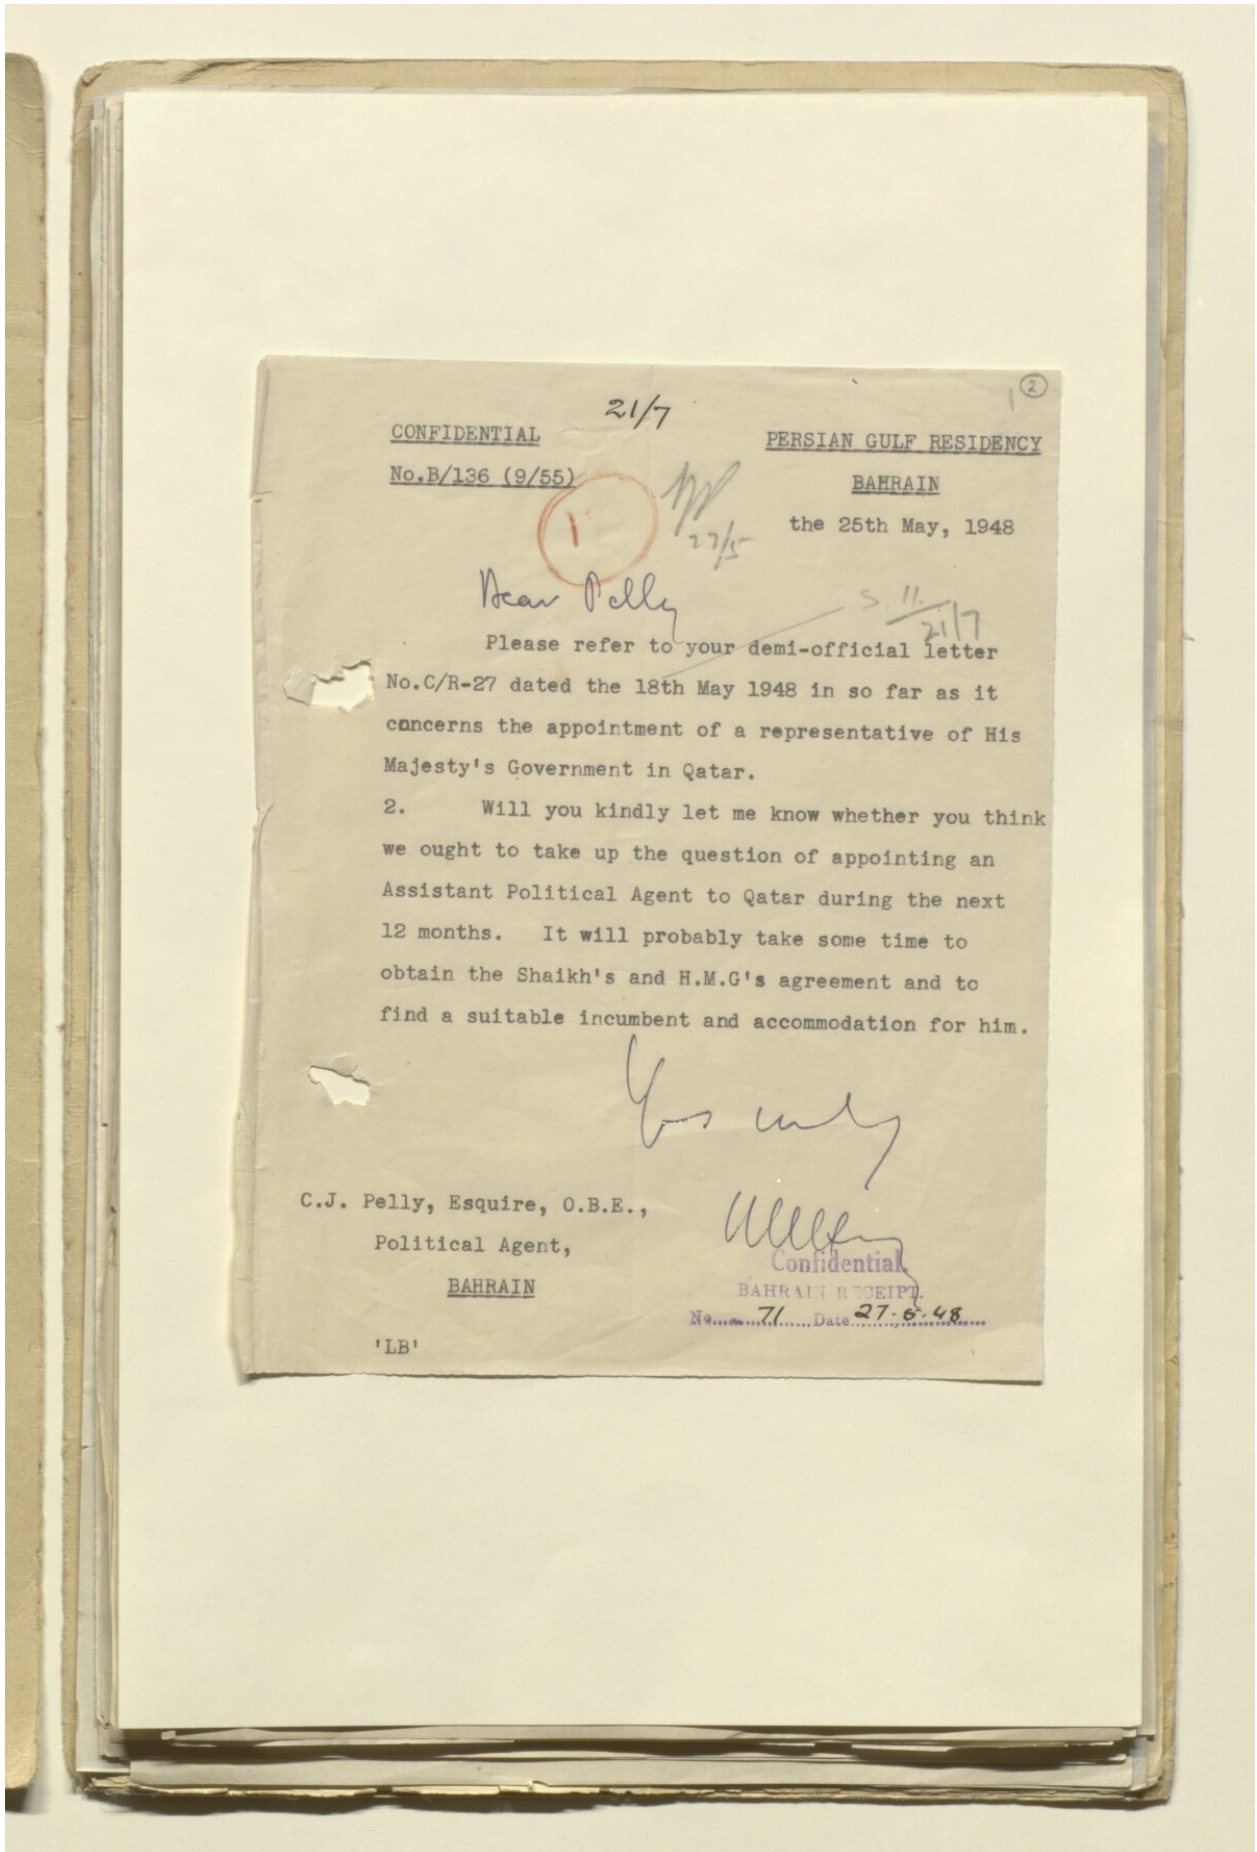 2
21/7
CONFIDENTIAL
PERSIAN GULF RESIDENCY
No.B/136 (9/55)
BAHRAIN
1
27/5
the 25th May, 1948
Dear Pelly
S. 11.
21/7
Please refer to your demi-official letter
No.C/R-27 dated the 18th May 1948 in so far as it
concerns the appointment of a representative of His
Majesty's Government in Qatar.
2. Will you kindly let me know whether you think
we ought to take up the question of appointing an
Assistant Political Agent to Qatar during the next
12 months. It will probably take some time to
obtain the Shaikh's and H.M.G's agreement and to
find a suitable incumbent and accommodation for him.
C.J. Pelly, Esquire, O.B.E.,
Political Agent,
BAHRAIN
Confidential.
BAHRAIN RECEIPT.
No. 71 Date 27.5.48
'LB'